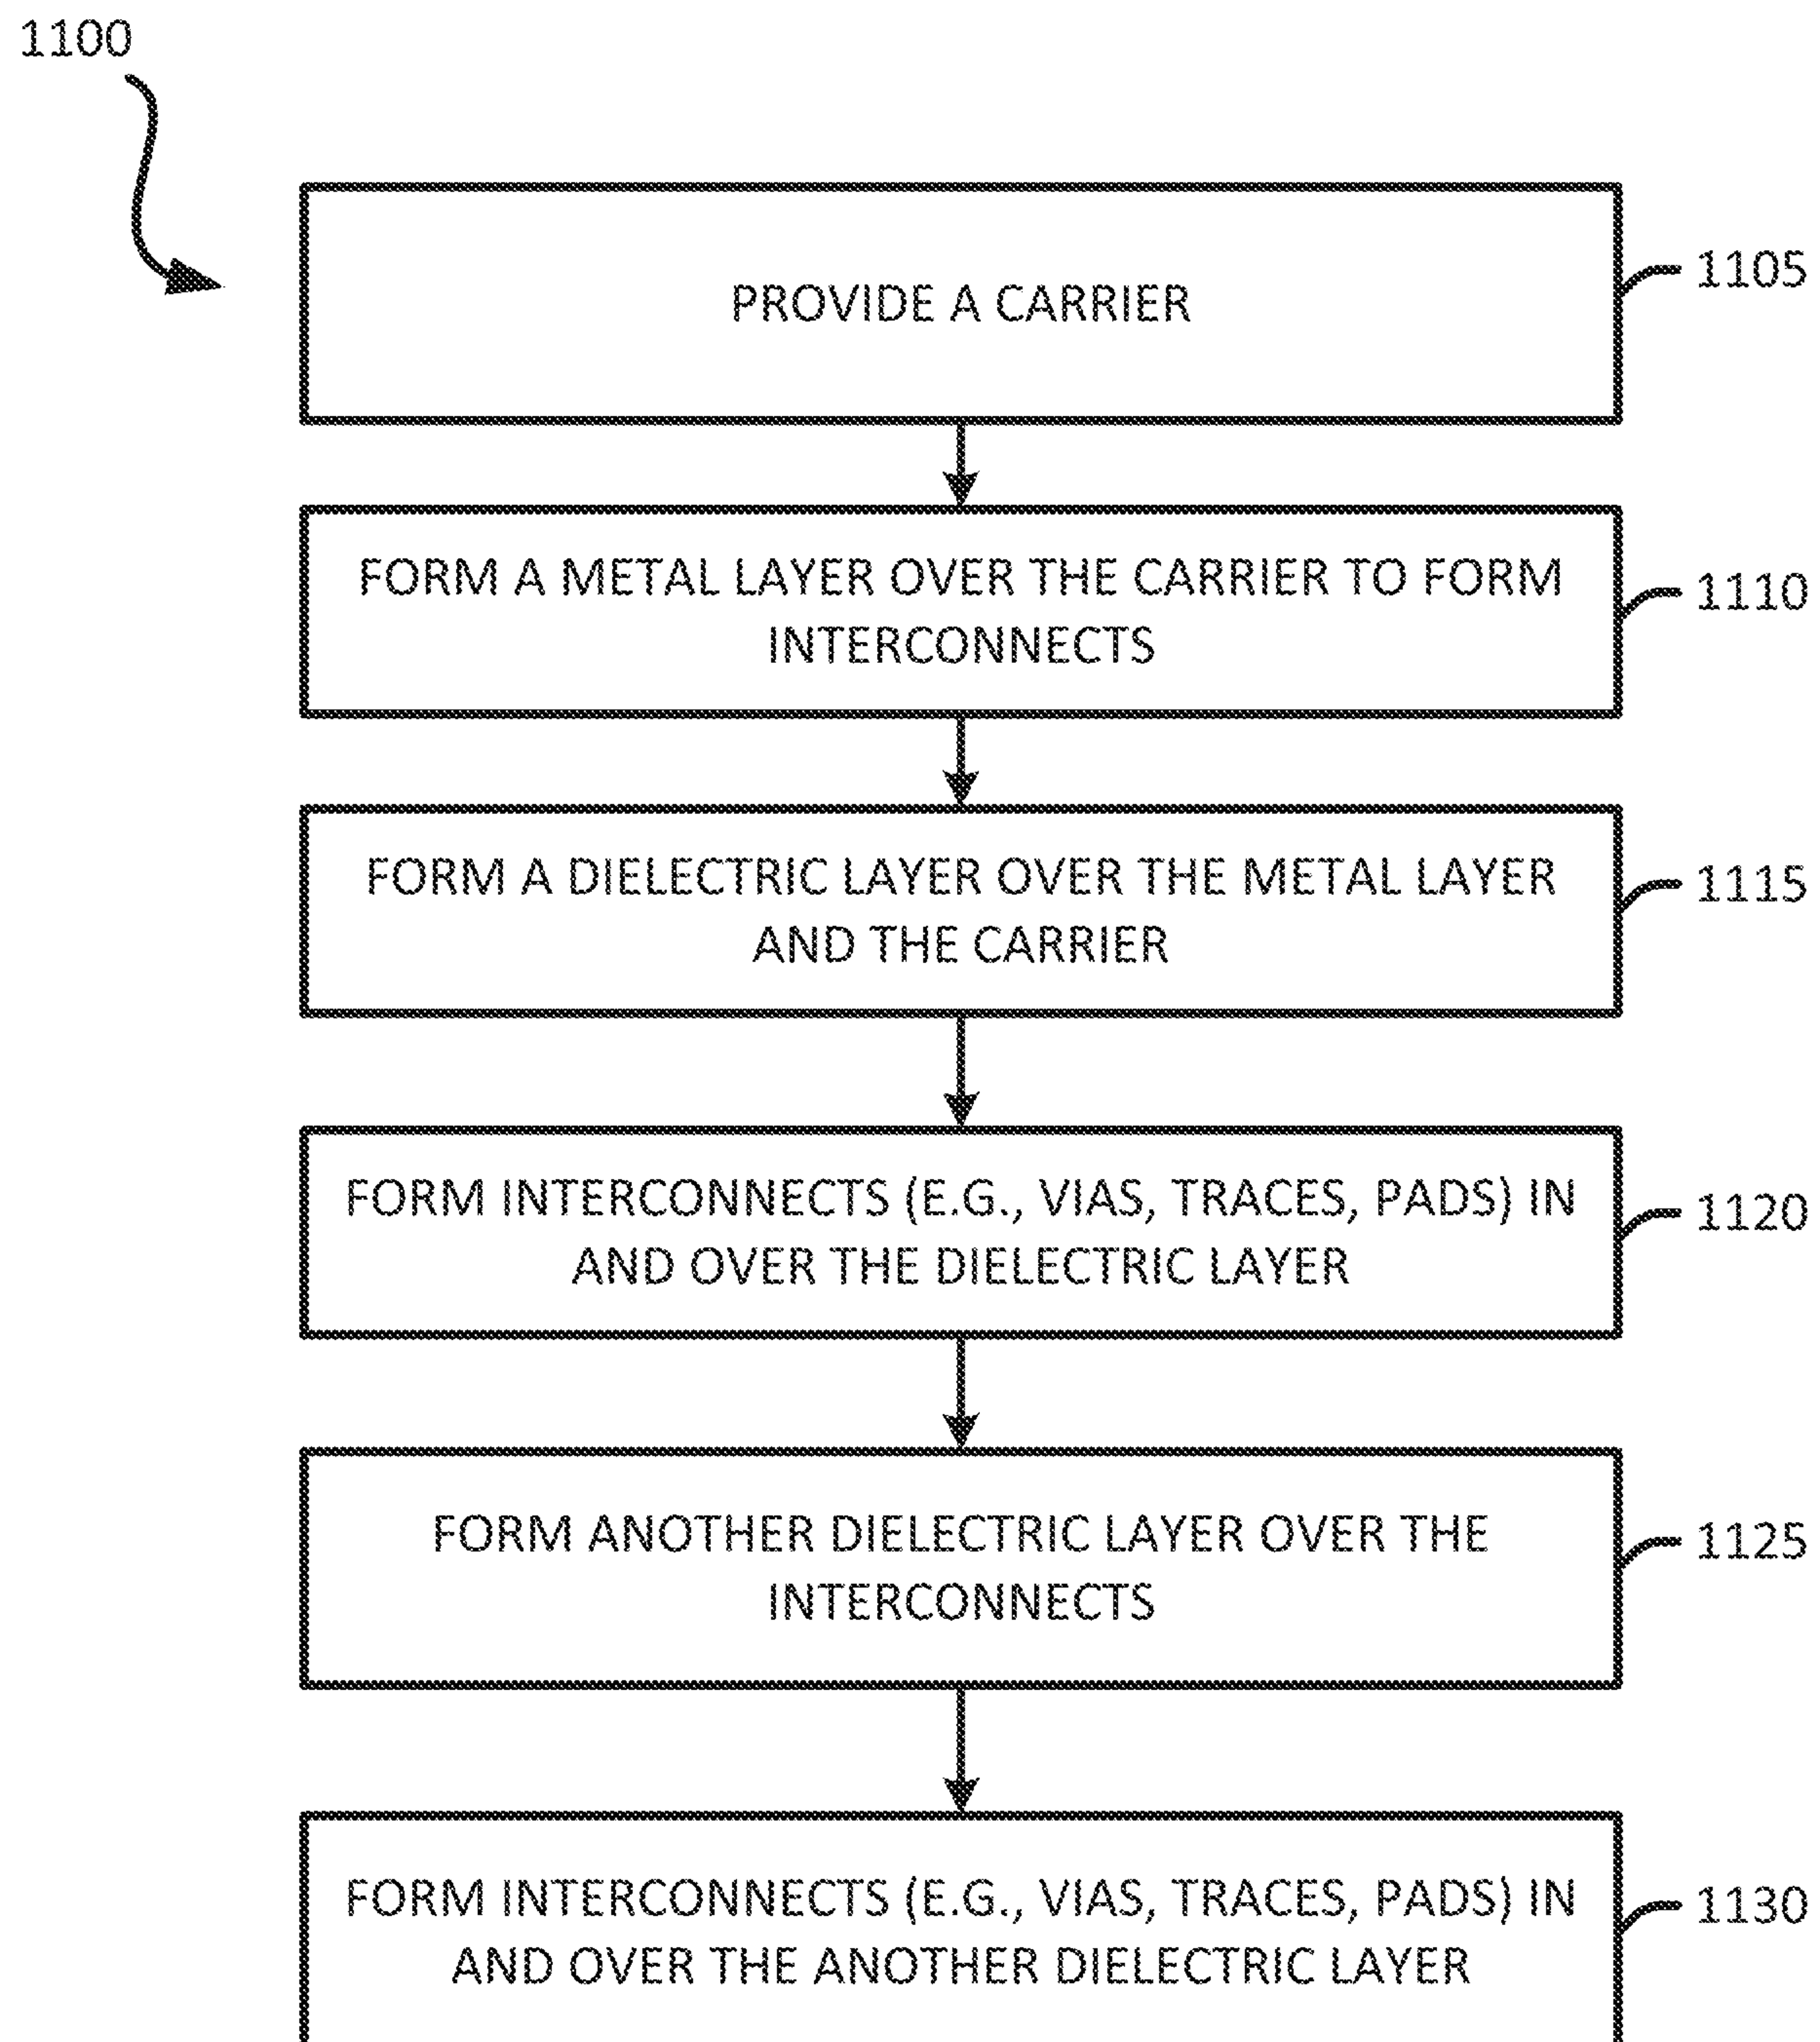 1100
PROVIDE A CARRIER
1105
FORM A METAL LAYER OVER THE CARRIER TO FORM
INTERCONNECTS
1110
FORM A DIELECTRIC LAYER OVER THE METAL LAYER
AND THE CARRIER
1115
FORM INTERCONNECTS (E.G., VIAS, TRACES, PADS) IN
AND OVER THE DIELECTRIC LAYER
1120
FORM ANOTHER DIELECTRIC LAYER OVER THE
INTERCONNECTS
1125
FORM INTERCONNECTS (E.G., VIAS, TRACES, PADS) IN
AND OVER THE ANOTHER DIELECTRIC LAYER
1130